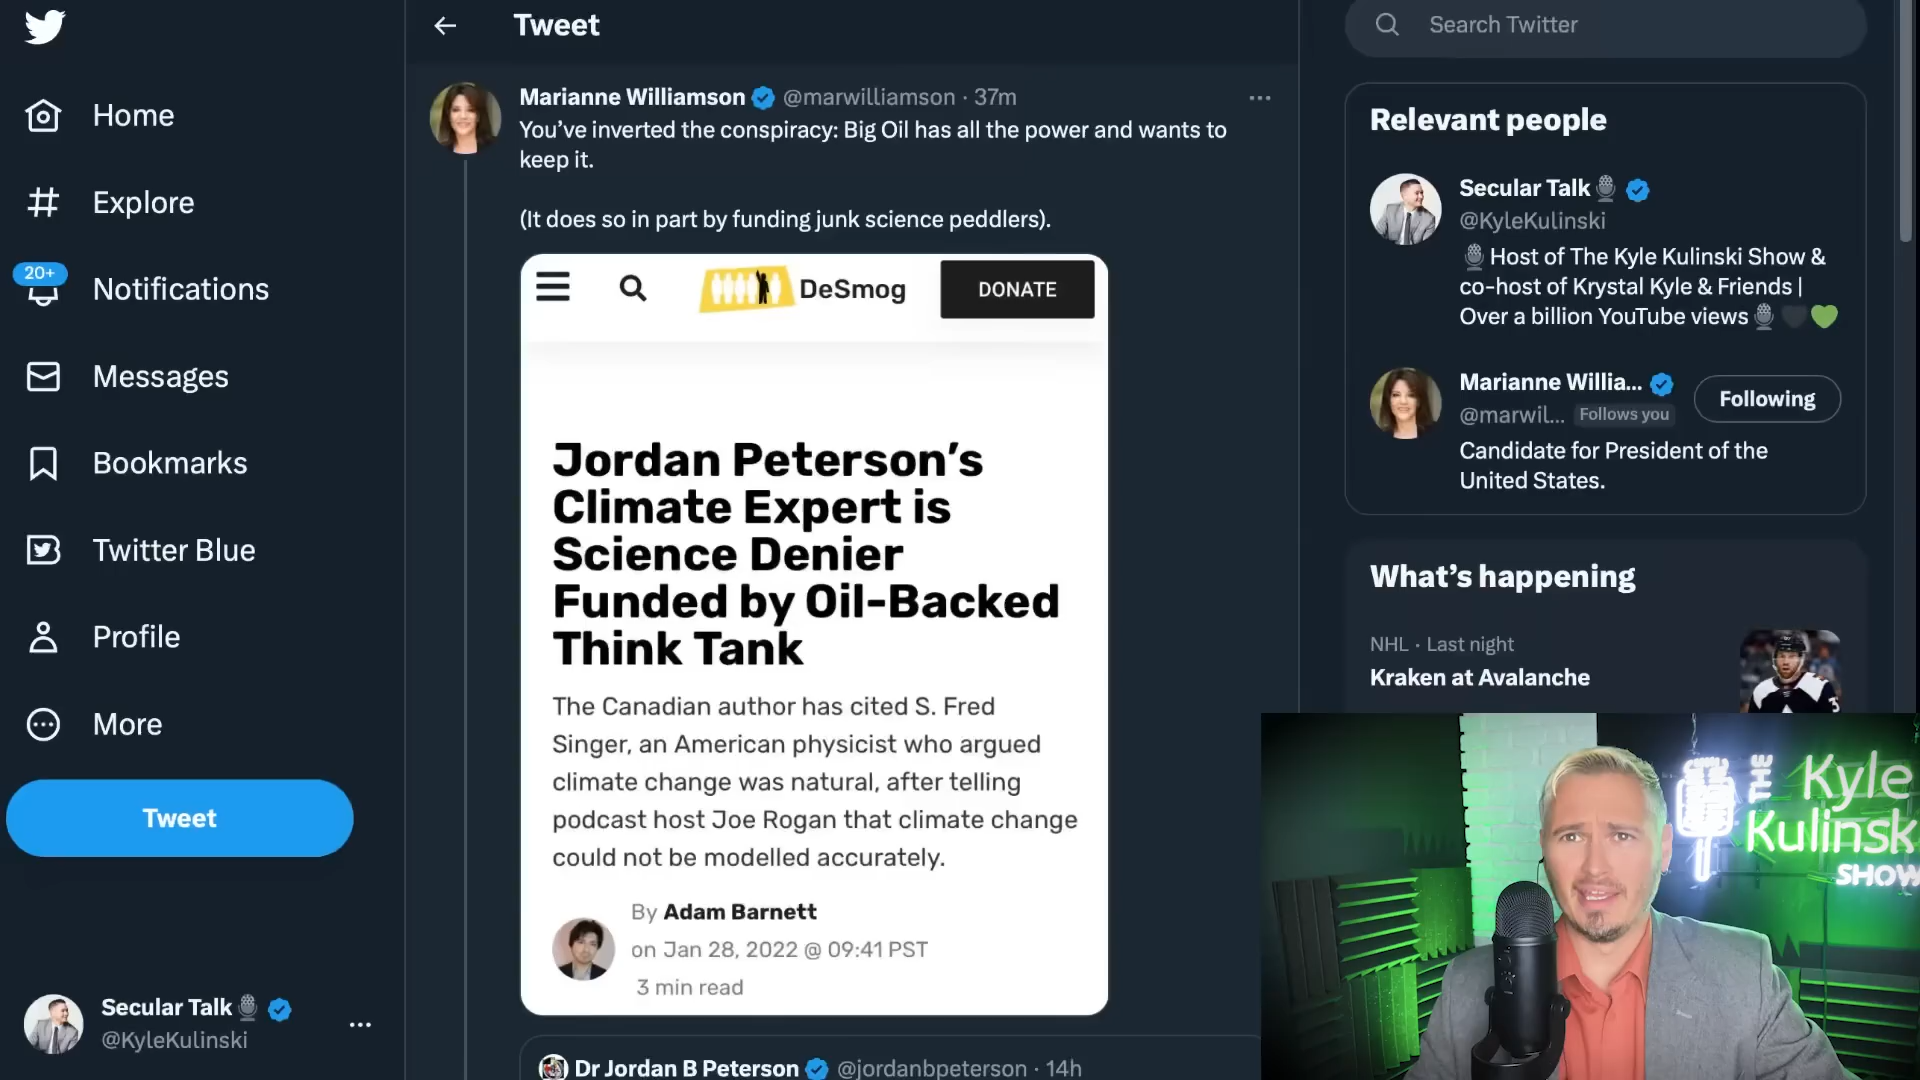 Home
Explore
20+
Notifications
Messages
Bookmarks
Twitter Blue
Profile
More
Tweet
Secular Talk
@KyleKulinski
Tweet
Marianne Williamson @marwilliamson · 37m
You’ve inverted the conspiracy: Big Oil has all the power and wants to
keep it.
(It does so in part by funding junk science peddlers).
DeSmog
DONATE
Jordan Peterson’s
Climate Expert is
Science Denier
Funded by Oil-Backed
Think Tank
The Canadian author has cited S. Fred
Singer, an American physicist who argued
climate change was natural, after telling
podcast host Joe Rogan that climate change
could not be modelled accurately.
By Adam Barnett
on Jan 28, 2022 @ 09:41 PST
3 min read
Dr Jordan B Peterson @jordanbpeterson · 14h
Search Twitter
Relevant people
Secular Talk
@KyleKulinski
Host of The Kyle Kulinski Show &
co-host of Krystal Kyle & Friends |
Over a billion YouTube views
Marianne Willia...
@marwil... Follows you
Following
Candidate for President of the
United States.
What’s happening
NHL · Last night
Kraken at Avalanche
THE
Kyle
Kulinsk
SHOW